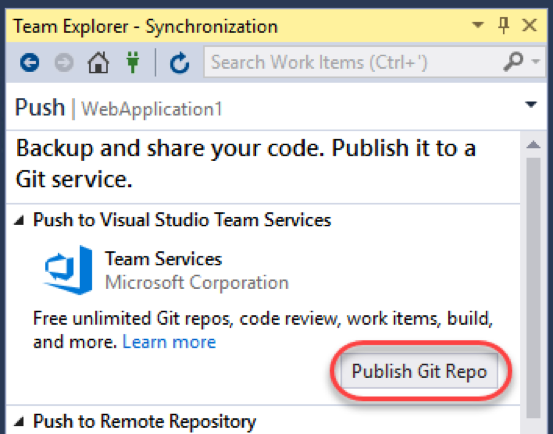 Team Explorer - Synchronization
Search Work Items (Ctrl+')
Push | WebApplication1
Backup and share your code. Publish it to a
Git service.
Push to Visual Studio Team Services
Team Services
Microsoft Corporation
Free unlimited Git repos, code review, work items, build,
and more. Learn more
Publish Git Repo
Push to Remote Repository